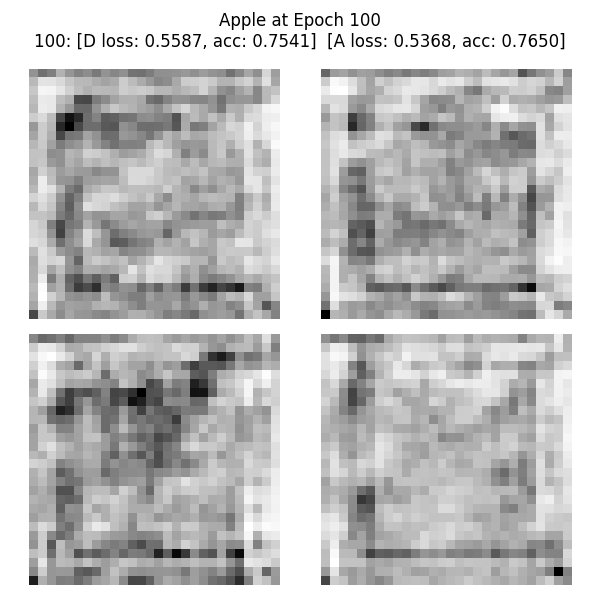 Apple at Epoch 100
100: [D loss: 0.5587, acc: 0.7541]  [A loss: 0.5368, acc: 0.7650]